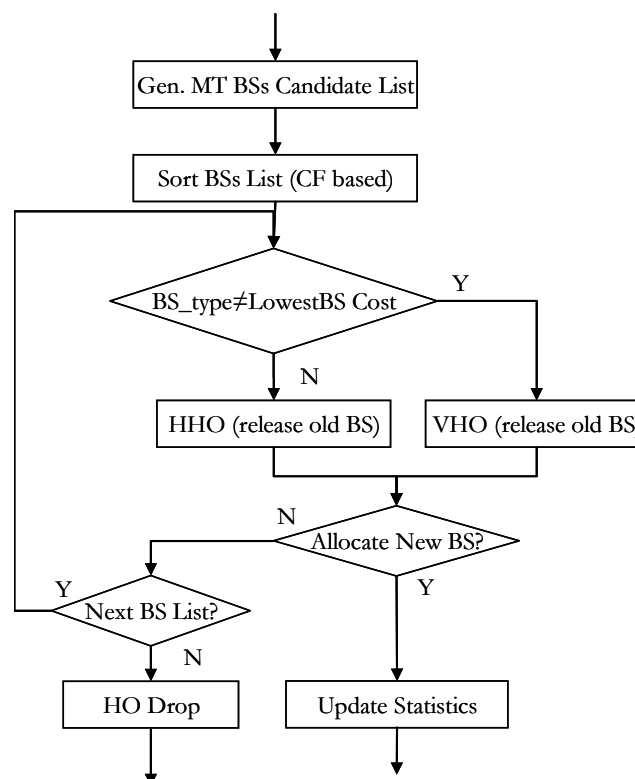 Gen. MT BSs Candidate List
Sort BSs List (CF based)
BS_type≠LowestBS Cost
Y
N
HHO (release old BS)
VHO (release old BS
N
Allocate New BS?
Y
Y
Next BS List?
N
HO Drop
Update Statistics